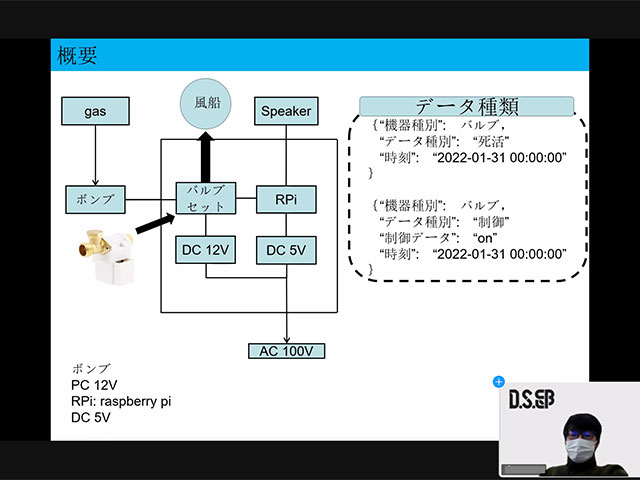 概要
gas
風船
Speaker
ボンプ
バルブ
セット
RPi
DC 12V
DC 5V
AC 100V
データ種類
{“機器種別”: バルブ,
“データ種別”: “死活”
“時刻”: “2022-01-31 00:00:00”
}
{“機器種別”: バルブ,
“データ種別”: “制御”
“制御データ”: “on”
“時刻”: “2022-01-31 00:00:00”
}
ボンプ
PC 12V
RPi: raspberry pi
DC 5V